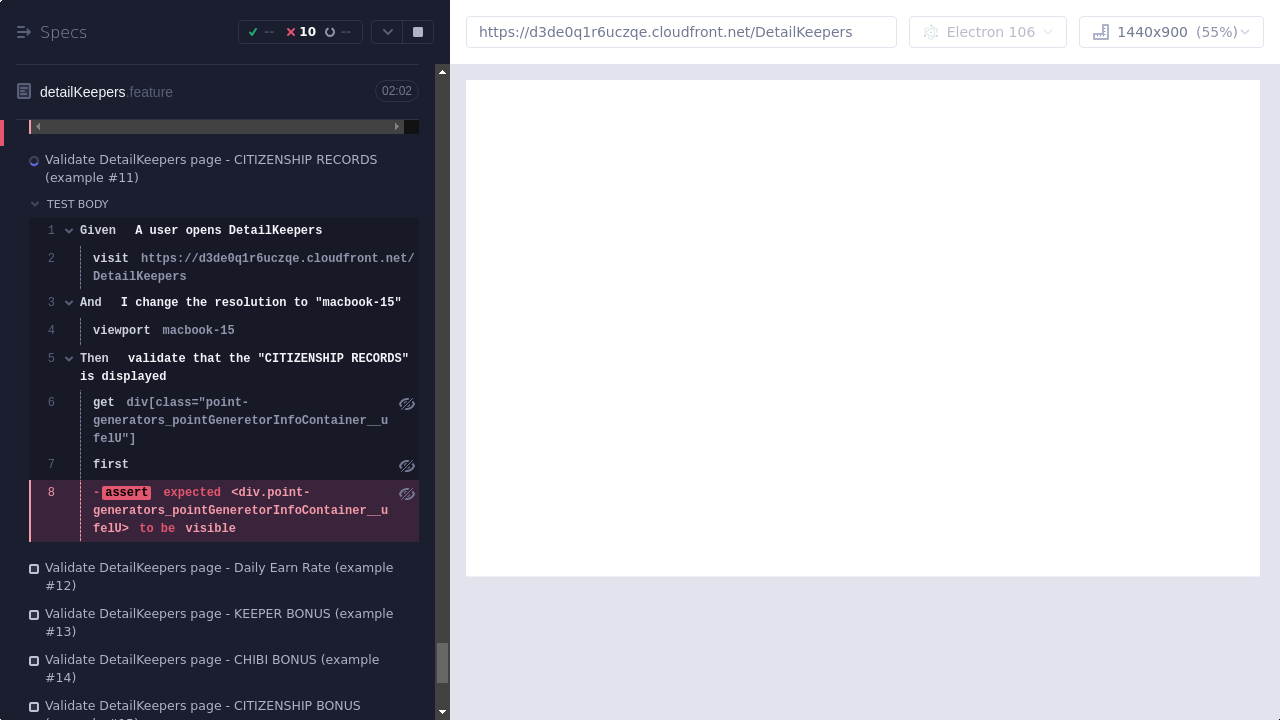 Specs
--
10
--
https://d3de0q1r6uczqe.cloudfront.net/DetailKeepers
Electron 106
1440x900 (55%)
detailKeepers.feature
02:02
Validate DetailKeepers page - CITIZENSHIP RECORDS
(example #11)
TEST BODY
1 Given A user opens DetailKeepers
2 visit https://d3de0q1r6uczqe.cloudfront.net/
DetailKeepers
3 And I change the resolution to "macbook-15"
4 viewport macbook-15
5 Then validate that the "CITIZENSHIP RECORDS"
is displayed
6 get div[class="point-
generators_pointGeneretorInfoContainer__u
felU"]
7 first
8 -assert expected <div.point-
generators_pointGeneretorInfoContainer__u
felU> to be visible
Validate DetailKeepers page - Daily Earn Rate (example
#12)
Validate DetailKeepers page - KEEPER BONUS (example
#13)
Validate DetailKeepers page - CHIBI BONUS (example
#14)
Validate DetailKeepers page - CITIZENSHIP BONUS